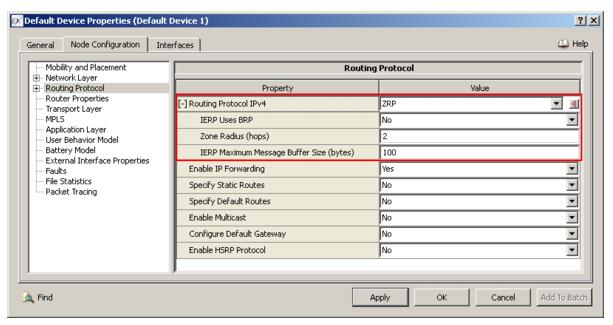 Default Device Properties (Default Device 1)
General Node Configuration Interfaces Help
Mobility and Placement
Network Layer
Routing Protocol
Router Properties
Transport Layer
MPLS
Application Layer
User Behavior Model
Battery Model
External Interface Properties
Faults
File Statistics
Packet Tracing
Routing Protocol
Property Value
[-] Routing Protocol IPv4 ZRP
IERP Uses BRP No
Zone Radius (hops) 2
IERP Maximum Message Buffer Size (bytes) 100
Enable IP Forwarding Yes
Specify Static Routes No
Specify Default Routes No
Enable Multicast No
Configure Default Gateway No
Enable HSRP Protocol No
Find Apply OK Cancel Add To Batch